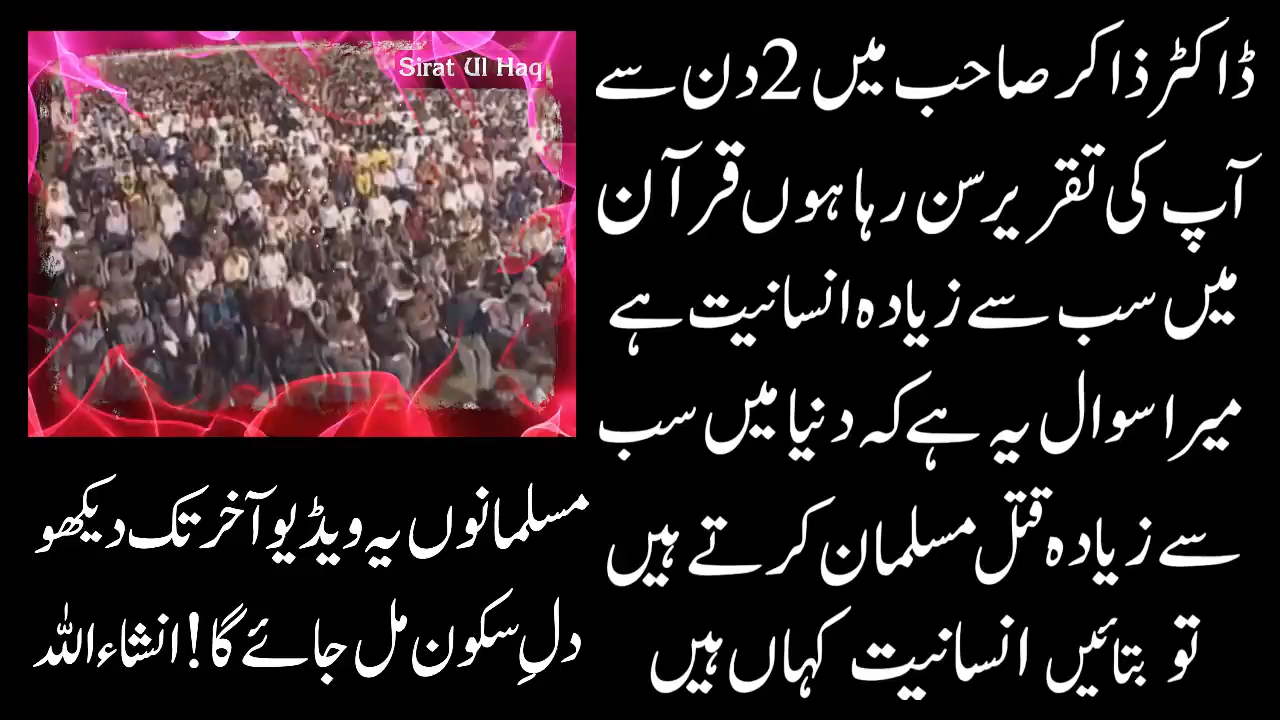 Sirat Ul Haq
ڈاکٹر ذاکر صاحب میں 2 دن سے
آپ کی تقریر سن رہا ہوں قرآن
میں سب سے زیادہ انسانیت ہے
میرا سوال یہ ہے کہ دنیا میں سب
سے زیادہ قتل مسلمان کرتے ہیں
تو بتائیں انسانیت کہاں ہیں
مسلمانوں یہ ویڈیو آخر تک دیکھو
دلِ سکون مل جائے گا! انشاءاللہ